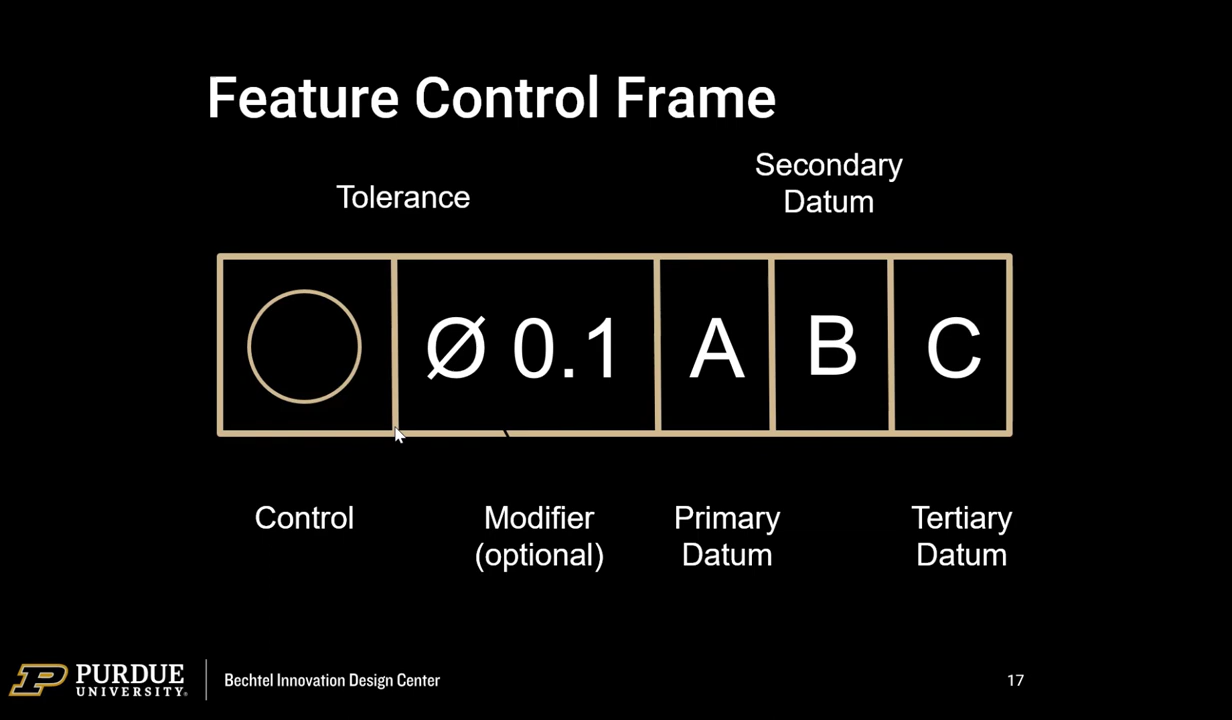 Feature Control Frame
Tolerance
Secondary
Datum
Ø 0.1
A
B
C
Control
Modifier
(optional)
Primary
Datum
Tertiary
Datum
PURDUE
UNIVERSITY®
Bechtel Innovation Design Center
17